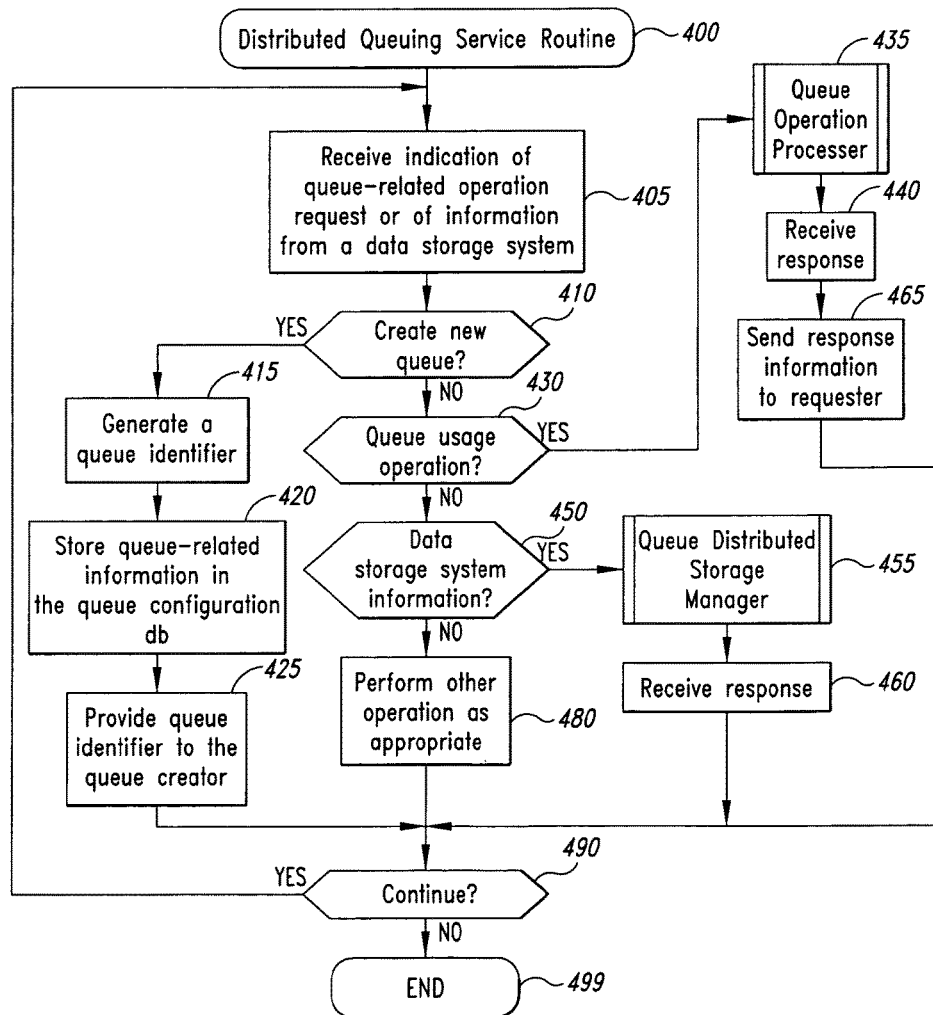 Distributed Queuing Service Routine
400
435
Queue
Operation
Processer
Receive indication of
queue-related operation
request or of information
from a data storage system
405
440
Receive
response
410
YES
Create new
queue?
NO
465
Send response
information
to requester
415
Generate a
queue identifier
430
Queue usage
operation?
YES
NO
420
Store queue-related
information in
the queue configuration
db
450
Data
storage system
information?
YES
NO
Queue Distributed
Storage
Manager
455
425
Provide queue
identifier to the
queue creator
Perform other
operation as
appropriate
480
Receive response
460
490
YES
Continue?
NO
END
499